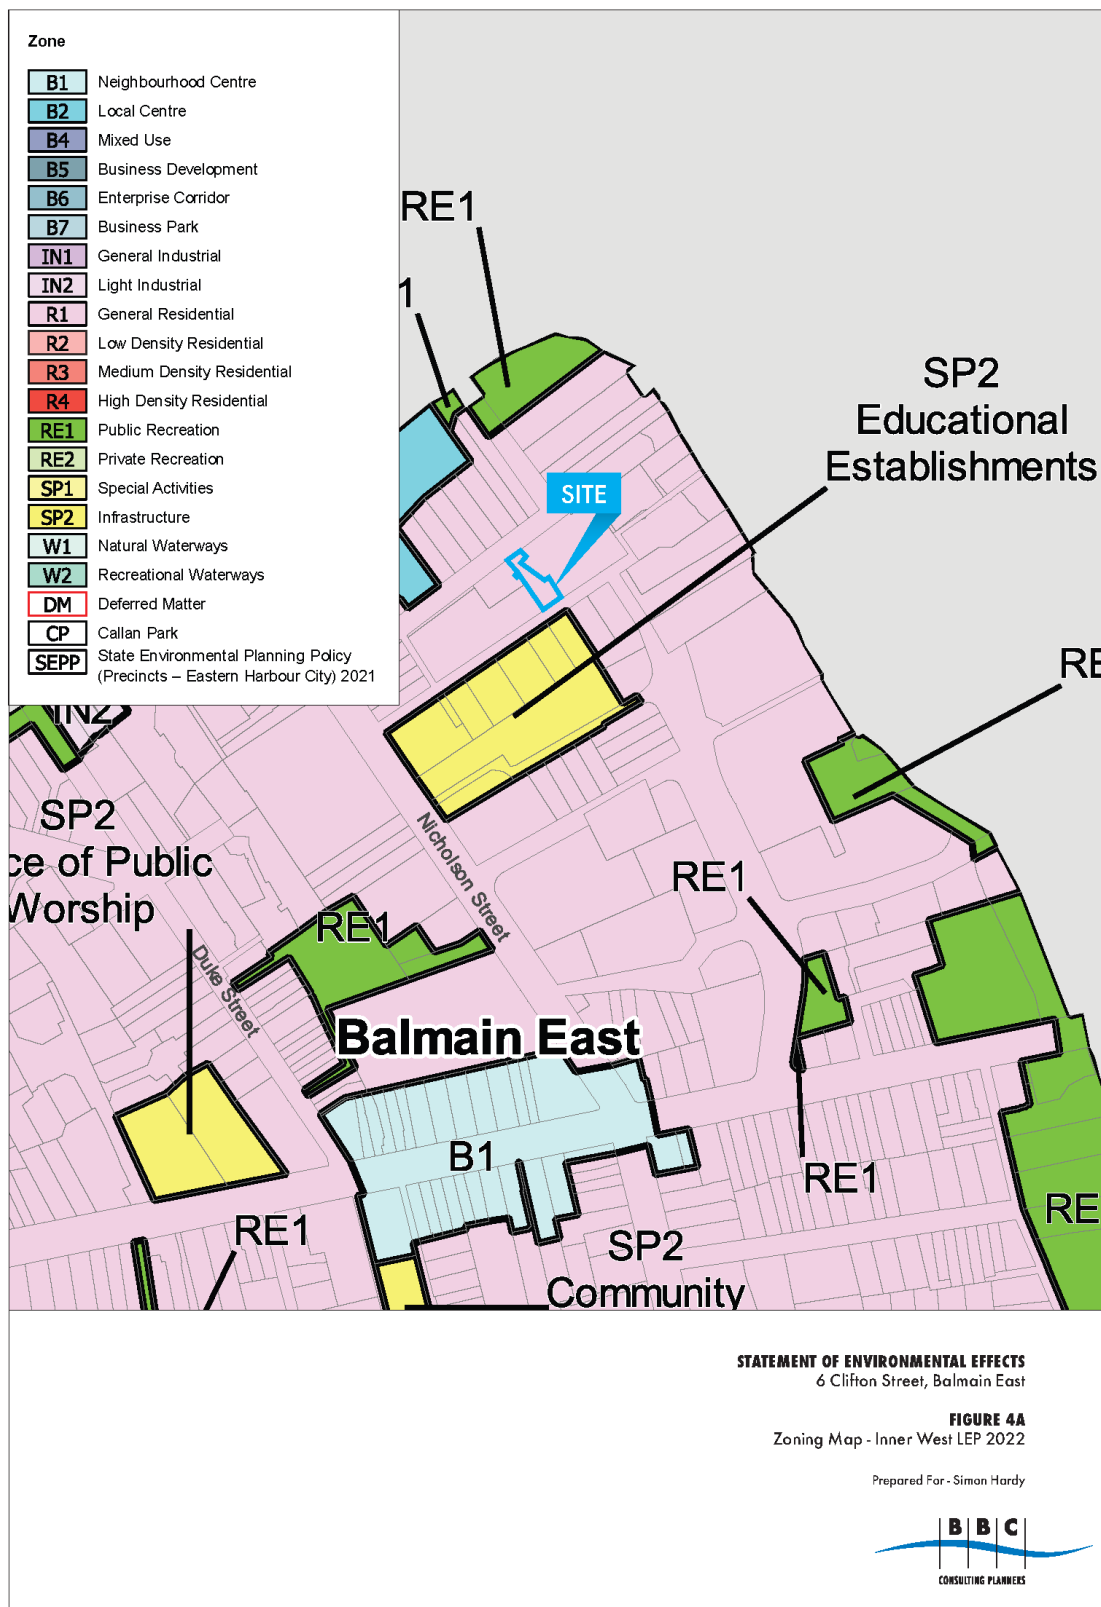 Zone
B1 Neighbourhood Centre
B2 Local Centre
B4 Mixed Use
B5 Business Development
B6 Enterprise Corridor
B7 Business Park
IN1 General Industrial
IN2 Light Industrial
R1 General Residential
R2 Low Density Residential
R3 Medium Density Residential
R4 High Density Residential
RE1 Public Recreation
RE2 Private Recreation
SP1 Special Activities
SP2 Infrastructure
W1 Natural Waterways
W2 Recreational Waterways
DM Deferred Matter
CP Callan Park
SEPP State Environmental Planning Policy
(Precincts – Eastern Harbour City) 2021
RE1
1
SP2
Educational
Establishments
SITE
RE
IN2
SP2
ce of Public
Worship
Nicholson Street
RE1
RE1
Duke Street
Balmain East
B1
RE1
RE
RE1
SP2
Community
STATEMENT OF ENVIRONMENTAL EFFECTS
6 Clifton Street, Balmain East
FIGURE 4A
Zoning Map - Inner West LEP 2022
Prepared For - Simon Hardy
BBC
CONSULTING PLANNERS